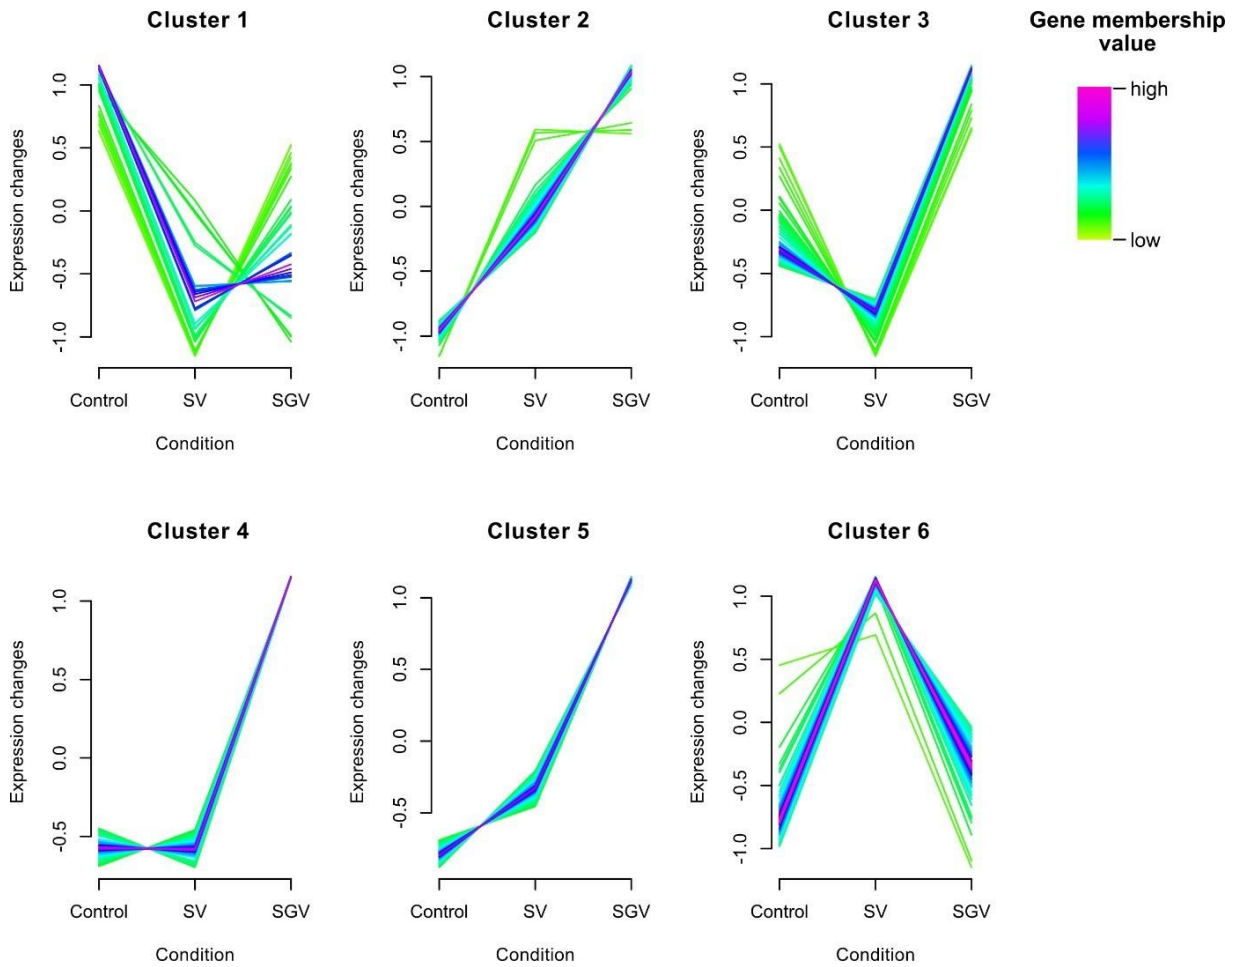 Cluster 1
Cluster 2
Cluster 3
Gene membership
value
high
low
Expression changes
1.0
0.5
0.0
-0.5
-1.0
Control SV SGV
Condition
Expression changes
1.0
0.5
0.0
-0.5
-1.0
Control SV SGV
Condition
Expression changes
1.0
0.5
0.0
-0.5
-1.0
Control SV SGV
Condition
Cluster 4
Cluster 5
Cluster 6
Expression changes
1.0
0.5
0.0
-0.5
Control SV SGV
Condition
Expression changes
1.0
0.5
0.0
-0.5
Control SV SGV
Condition
Expression changes
1.0
0.5
0.0
-0.5
-1.0
Control SV SGV
Condition